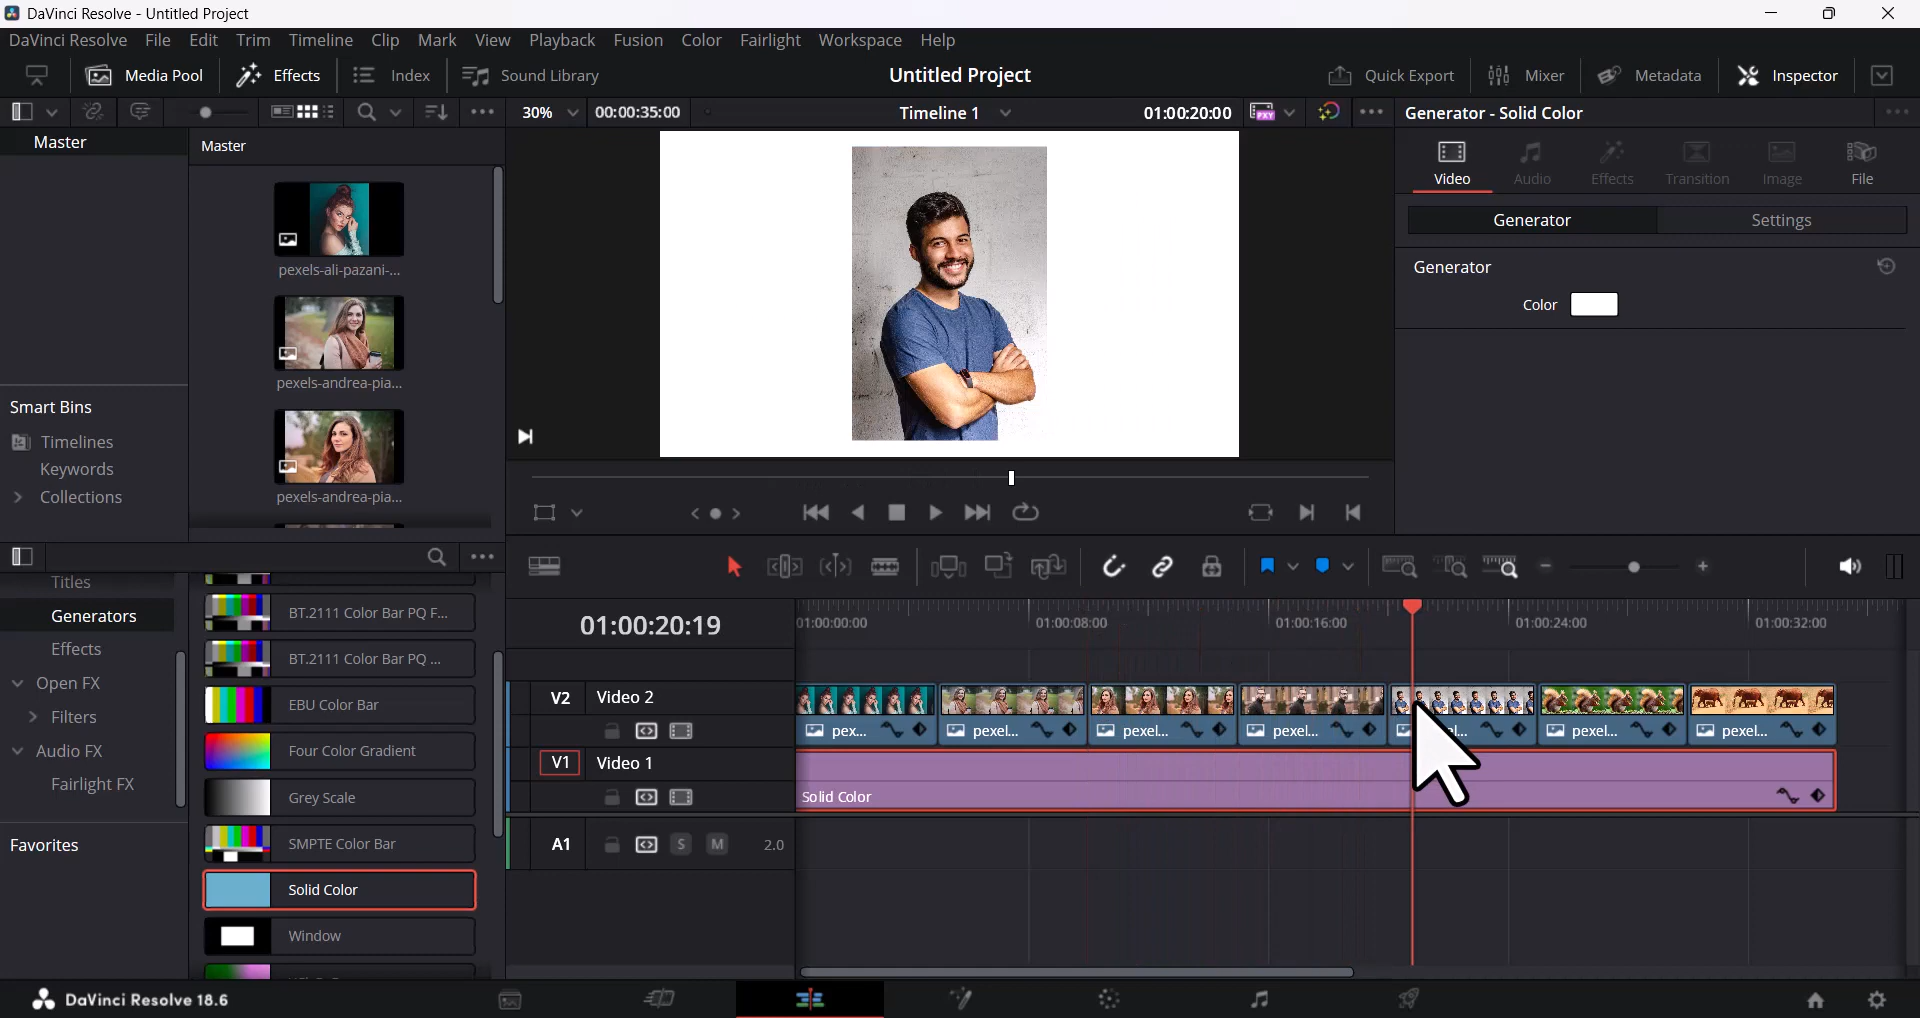 DaVinci Resolve - Untitled Project
DaVinci Resolve File Edit Trim Timeline Clip Mark View Playback Fusion Color Fairlight Workspace Help
Media Pool Effects Index Sound Library Untitled Project Quick Export Mixer Metadata Inspector
30% 00:00:35:00 Timeline 1 01:00:20:00 PXY Generator - Solid Color
Master Master
Video Audio Effects Transition Image File
Generator Settings
Generator
Color
pexels-ali-pazani-...
pexels-andrea-pia...
pexels-andrea-pia...
Smart Bins
Timelines
Keywords
Collections
Titles
Generators
Effects
Open FX
Filters
Audio FX
Fairlight FX
Favorites
BT.2111 Color Bar PQ F...
BT.2111 Color Bar PQ ...
EBU Color Bar
Four Color Gradient
Grey Scale
SMPTE Color Bar
Solid Color
Window
01:00:20:19
01:00:00:00 01:00:08:00 01:00:16:00 01:00:24:00 01:00:32:00
V2 Video 2
pex... pexel... pexel... pexel... pexel... pexel...
V1 Video 1
Solid Color
A1 S M 2.0
DaVinci Resolve 18.6